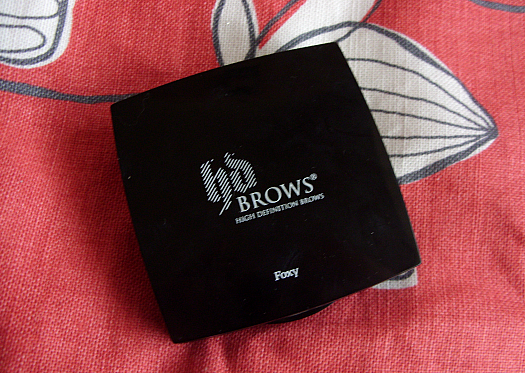 hd
BROWS®
HIGH DEFINITION BROWS
Foxy